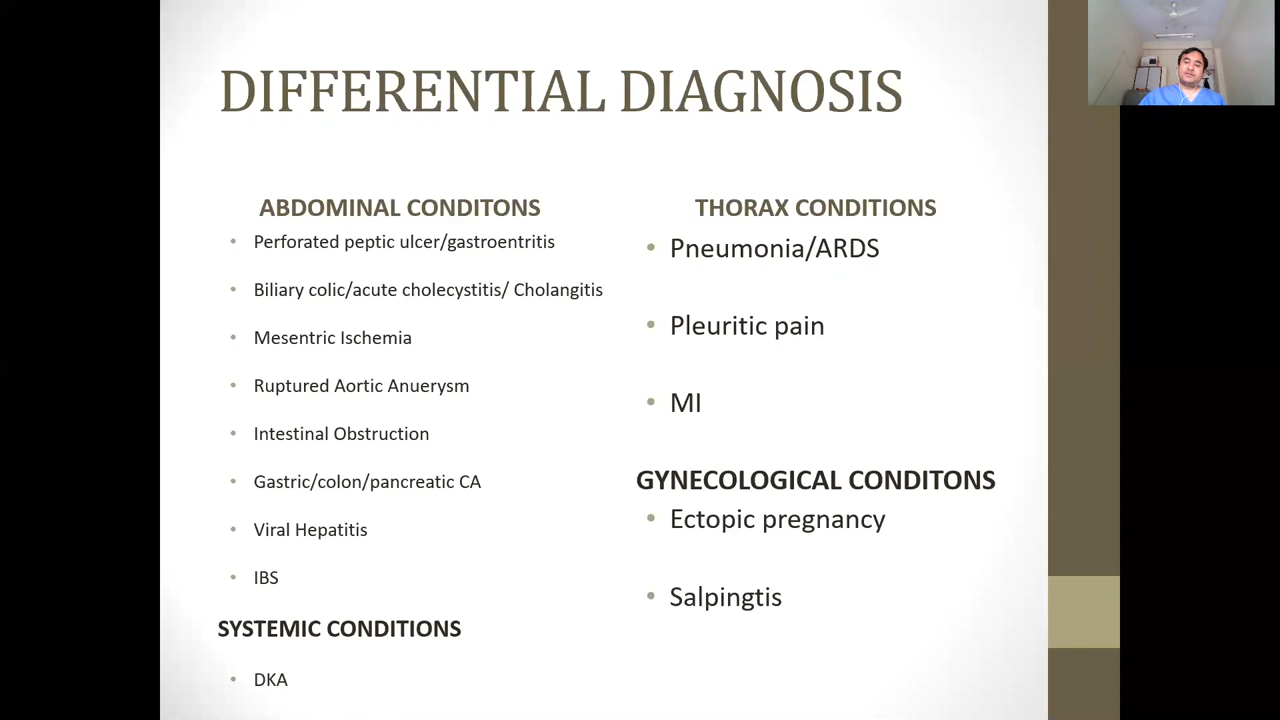 DIFFERENTIAL DIAGNOSIS
ABDOMINAL CONDITONS
• Perforated peptic ulcer/gastroentritis
• Biliary colic/acute cholecystitis/ Cholangitis
• Mesentric Ischemia
• Ruptured Aortic Anuerysm
• Intestinal Obstruction
• Gastric/colon/pancreatic CA
• Viral Hepatitis
• IBS
SYSTEMIC CONDITIONS
• DKA
THORAX CONDITIONS
• Pneumonia/ARDS
• Pleuritic pain
• MI
GYNECOLOGICAL CONDITONS
• Ectopic pregnancy
• Salpingtis